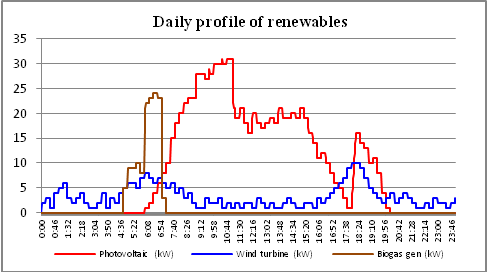 Daily profile of renewables
35
30
25
20
15
10
5
0
0:00 0:46 1:32 2:18 3:04 3:50 4:36 5:22 6:08 6:54 7:40 8:26 9:12 9:58 10:44 11:30 12:16 13:02 13:48 14:34 15:20 16:06 16:52 17:38 18:24 19:10 19:56 20:42 21:28 22:14 23:00 23:46
Photovoltaic (kW) Wind turbine (kW) Biogas gen (kW)